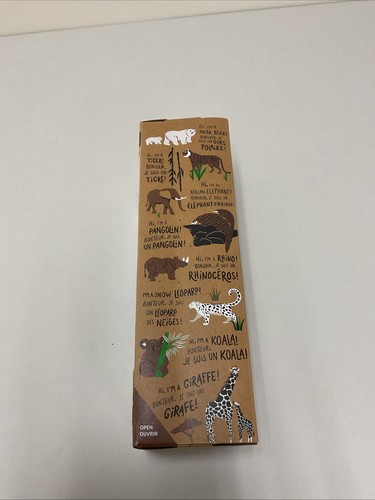 HI, I'M A
POLAR BEAR!
BONJOUR, JE
SUIS UN OURS
POLAIRE!
HI, I'M A
TIGER!
BONJOUR,
JE SUIS UN
TIGRE!
HI, I'M AN
AFRICAN ELEPHANT!
BONJOUR, JE SUIS UN
ÉLÉPHANT D'AFRIQUE!
HI, I'M A
PANGOLIN!
BONJOUR, JE SUIS
UN PANGOLIN!
HI, I'M A RHINO!
BONJOUR, JE SUIS UN
RHINOCÉROS!
I'M A SNOW LEOPARD!
BONJOUR, JE SUIS
UN LÉOPARD
DES NEIGES!
HI, I'M A KOALA!
BONJOUR,
JE SUIS UN KOALA!
HI, I'M A GIRAFFE!
BONJOUR, JE SUIS UNE
GIRAFE!
OPEN
OUVRIR